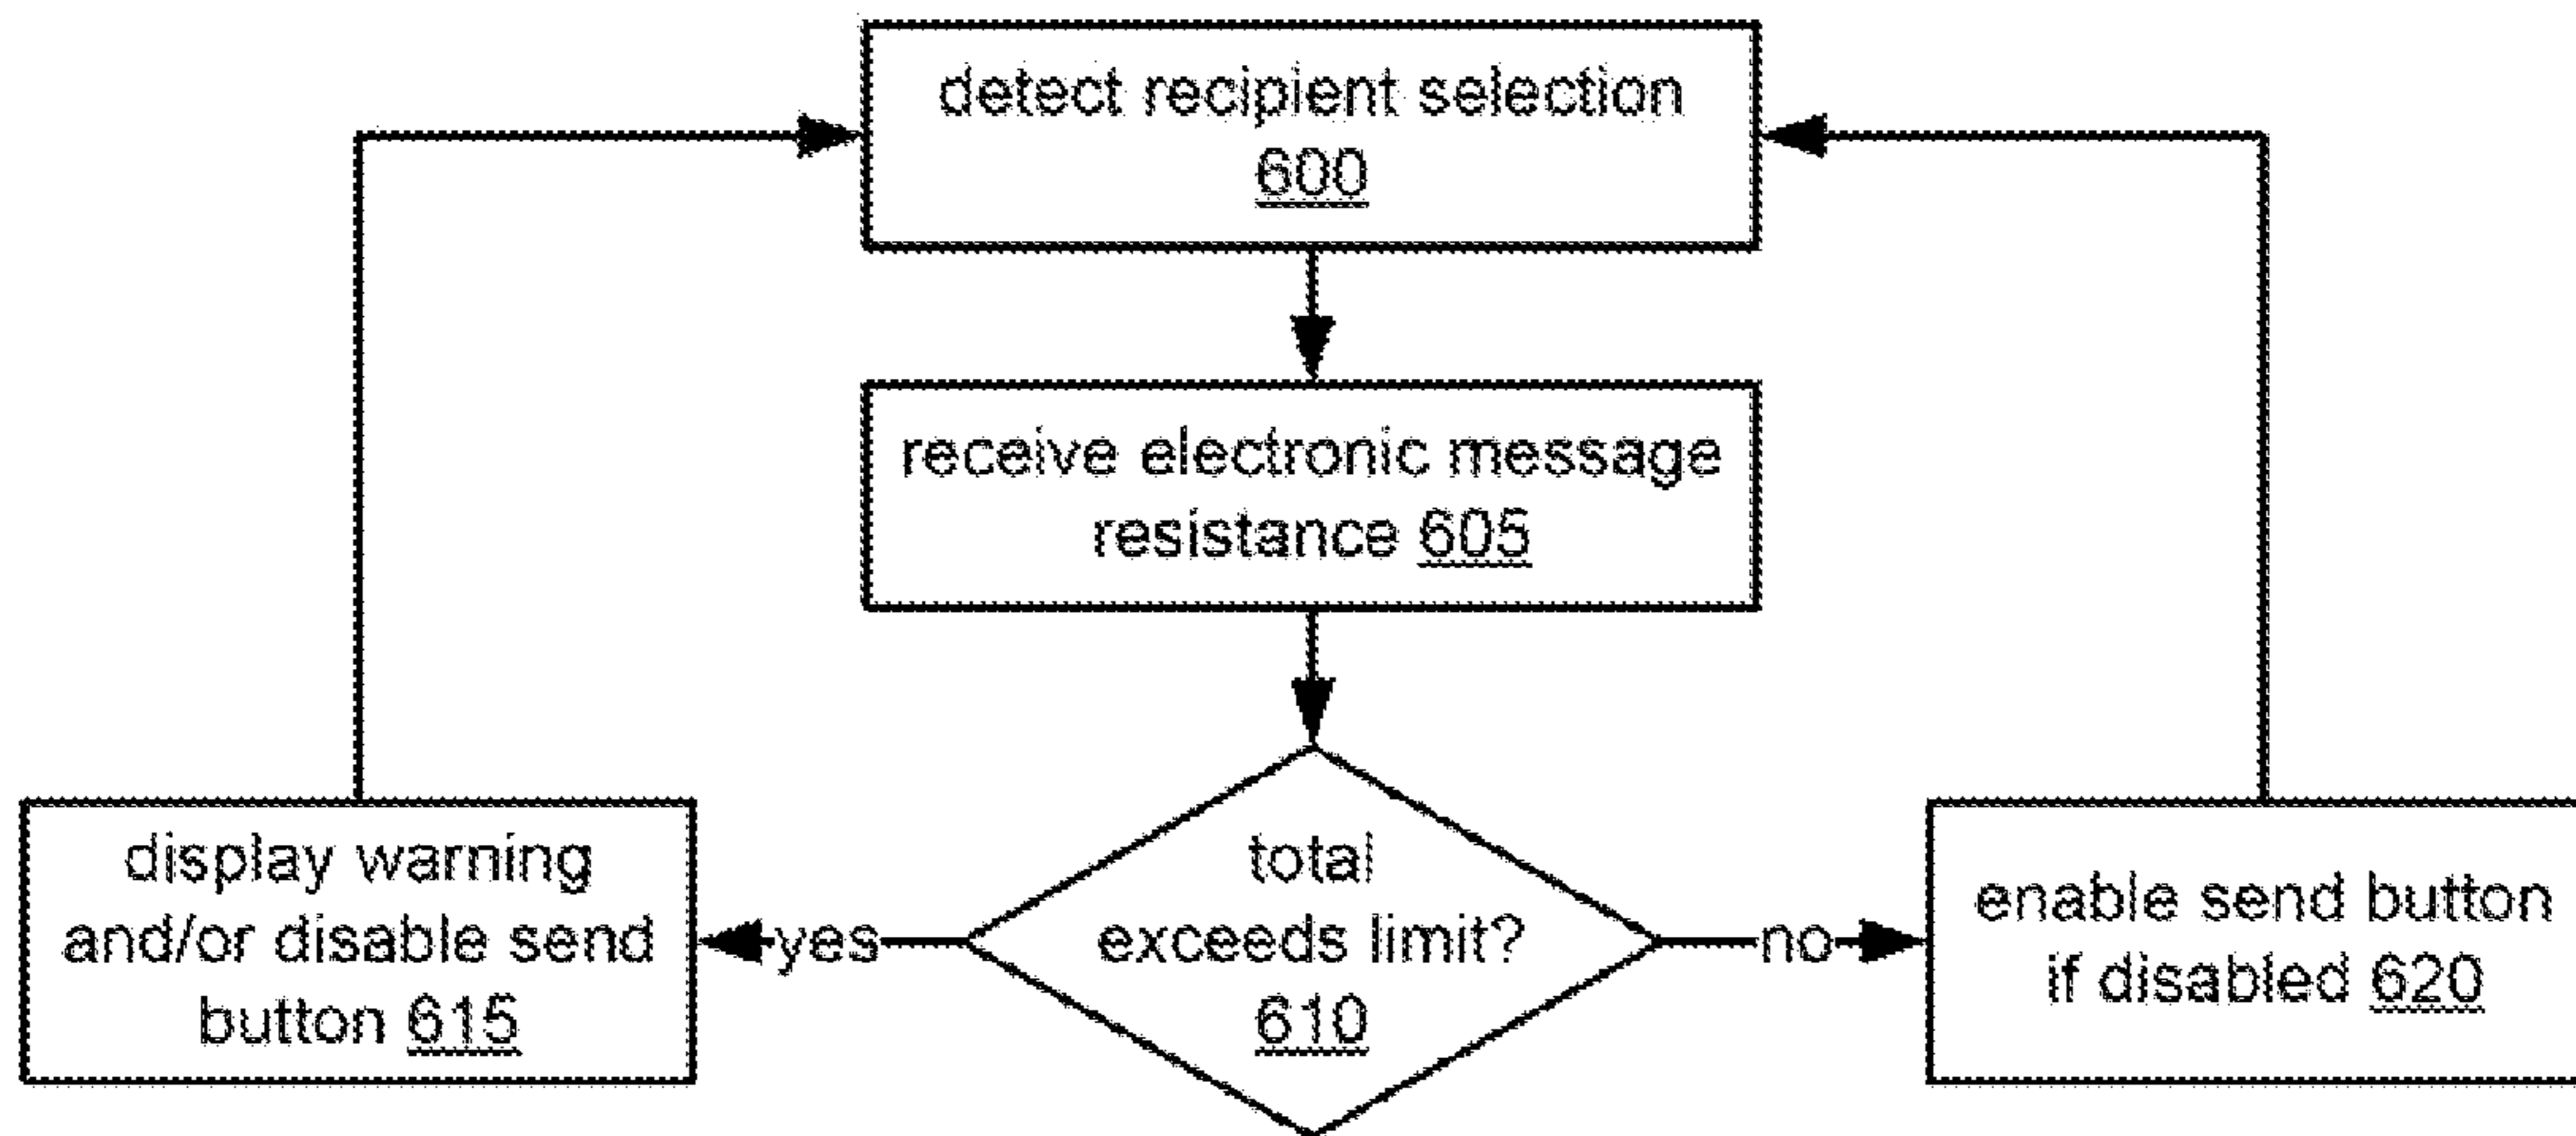 detect recipient selection
600
receive electronic message
resistance 605
total
exceeds limit?
610
yes
no
display warning
and/or disable send
button 615
enable send button
if disabled 620